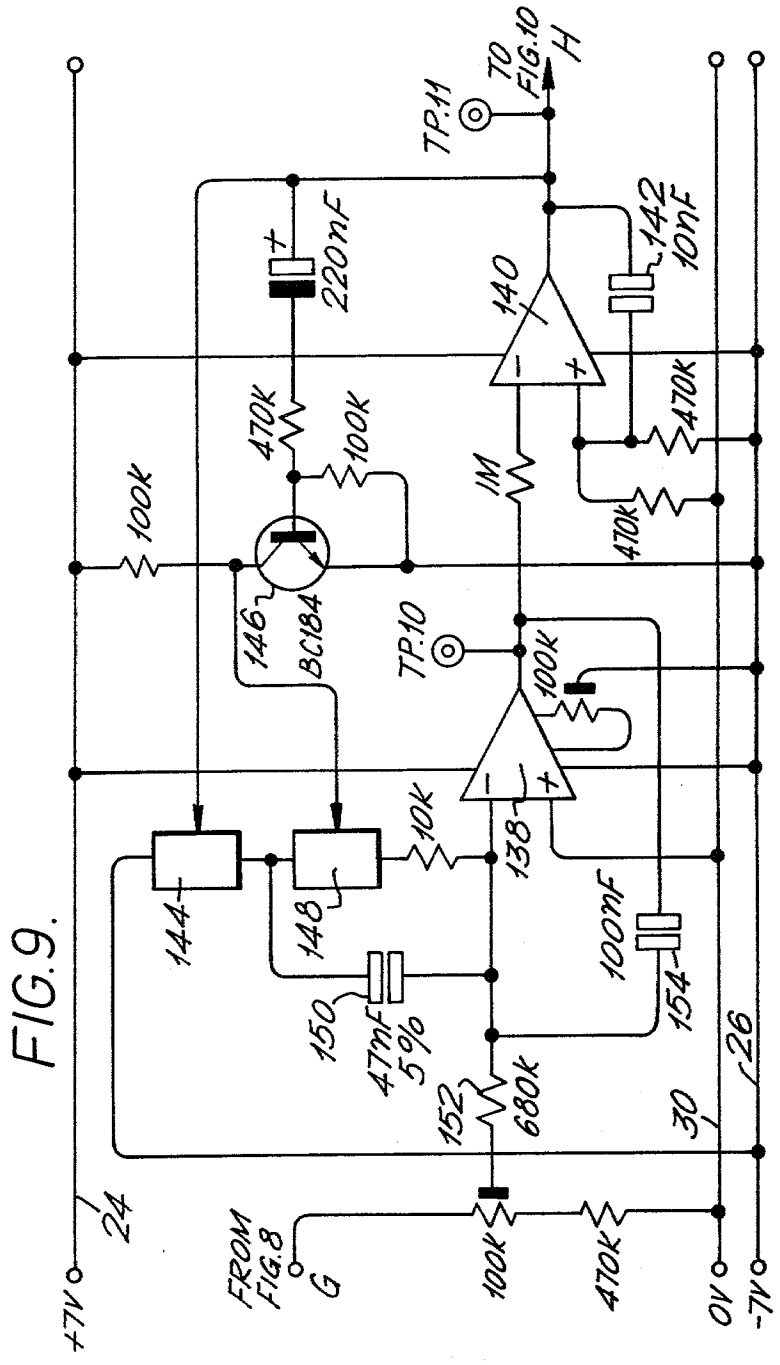 FIG.9.
+7V
24
FROM
FIG.8
G
100K
470K
0V
-7V
30
26
152
680K
150
47nF
5%
144
148
10K
138
-
+
100nF
154
TP.10
100K
146
BC184
100K
470K
100K
220nF
+
1M
140
-
+
470K
470K
142
10nF
TP.11
TO
FIG.10
H